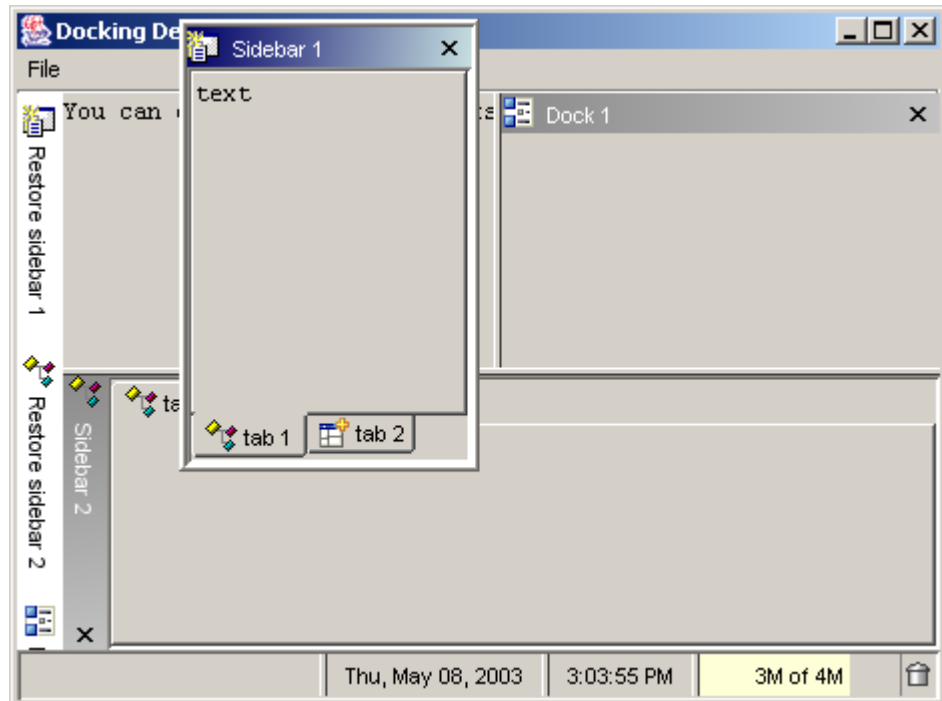 Docking De
Sidebar 1
File
text
You can
Dock 1
Restore sidebar 1
Restore sidebar 2
Sidebar 2
tab 1
tab 2
Thu, May 08, 2003
3:03:55 PM
3M of 4M